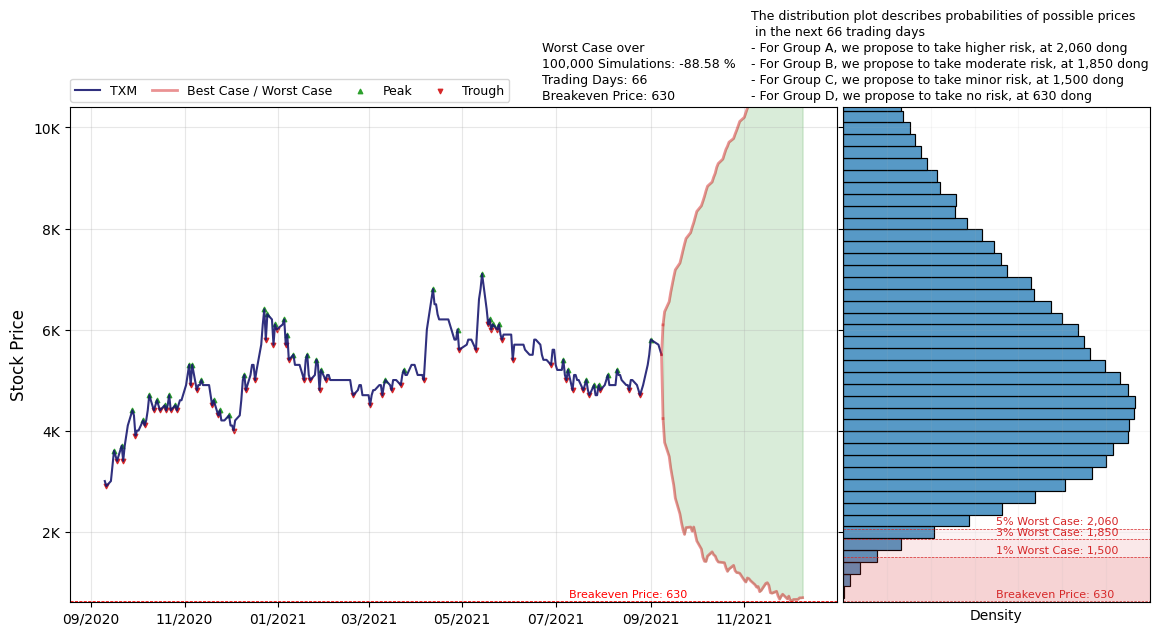 The distribution plot describes probabilities of possible prices
in the next 66 trading days
- For Group A, we propose to take higher risk, at 2,060 dong
- For Group B, we propose to take moderate risk, at 1,850 dong
- For Group C, we propose to take minor risk, at 1,500 dong
- For Group D, we propose to take no risk, at 630 dong
Worst Case over
100,000 Simulations: -88.58 %
Trading Days: 66
Breakeven Price: 630
TXM
Best Case / Worst Case
Peak
Trough
Stock Price
10K
8K
6K
4K
2K
Breakeven Price: 630
09/2020
11/2020
01/2021
03/2021
05/2021
07/2021
09/2021
11/2021
5% Worst Case: 2,060
3% Worst Case: 1,850
1% Worst Case: 1,500
Breakeven Price: 630
Density